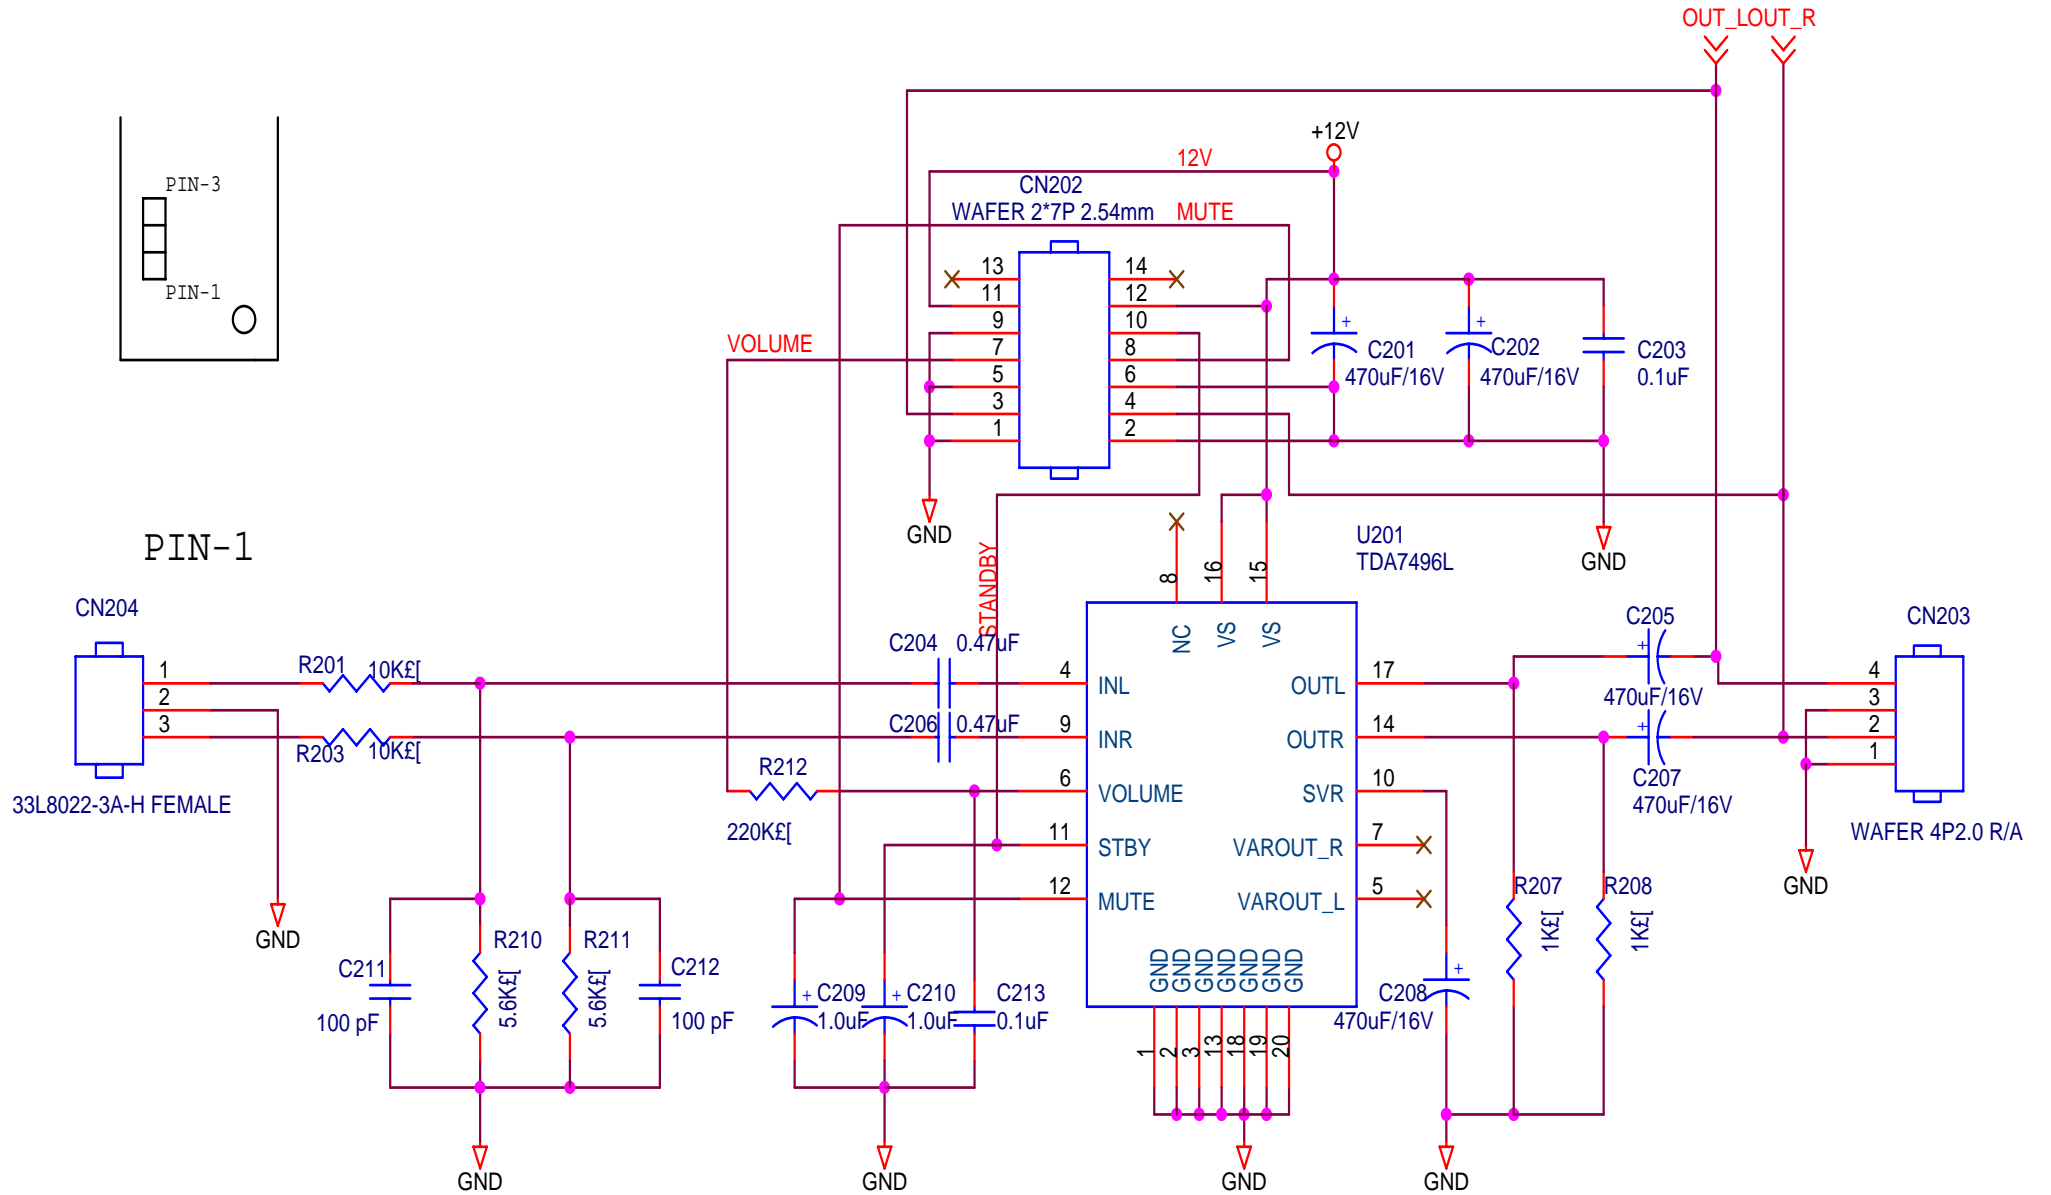 OUT_LOUT_R
+12V
12V
CN202
WAFER 2*7P 2.54mm
MUTE
PIN-3
PIN-1
13
14
11
12
9
10
7
8
5
6
3
4
1
2
VOLUME
C201
470uF/16V
C202
470uF/16V
C203
0.1uF
GND
GND
STANDBY
PIN-1
CN204
1
2
3
33L8022-3A-H FEMALE
R201
10K£[
R203
10K£[
GND
C204
0.47uF
C206
0.47uF
R212
220K£[
U201
TDA7496L
8
16
15
NC
VS
VS
4
INL
9
INR
6
VOLUME
11
STBY
12
MUTE
17
OUTL
14
OUTR
10
SVR
7
VAROUT_R
5
VAROUT_L
GND
GND
GND
GND
GND
GND
GND
1
2
3
13
18
19
20
C205
470uF/16V
C207
470uF/16V
CN203
4
3
2
1
WAFER 4P2.0 R/A
GND
R207
1K£[
R208
1K£[
C208
470uF/16V
C211
100 pF
R210
5.6K£[
R211
5.6K£[
C212
100 pF
C209
1.0uF
C210
1.0uF
C213
0.1uF
GND
GND
GND
GND